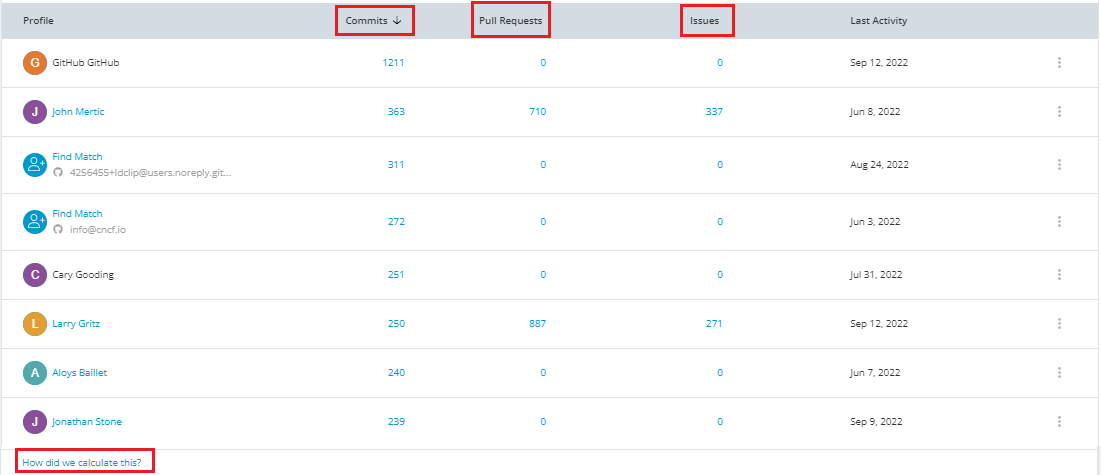 Profile Commits ↓ Pull Requests Issues Last Activity
G GitHub GitHub 1211 0 0 Sep 12, 2022
J John Mertic 363 710 337 Jun 8, 2022
Find Match
4256455+ldclip@users.noreply.git... 311 0 0 Aug 24, 2022
Find Match
info@cncf.io 272 0 0 Jun 3, 2022
C Cary Gooding 251 0 0 Jul 31, 2022
L Larry Gritz 250 887 271 Sep 12, 2022
A Aloys Baillet 240 0 0 Jun 7, 2022
J Jonathan Stone 239 0 0 Sep 9, 2022
How did we calculate this?